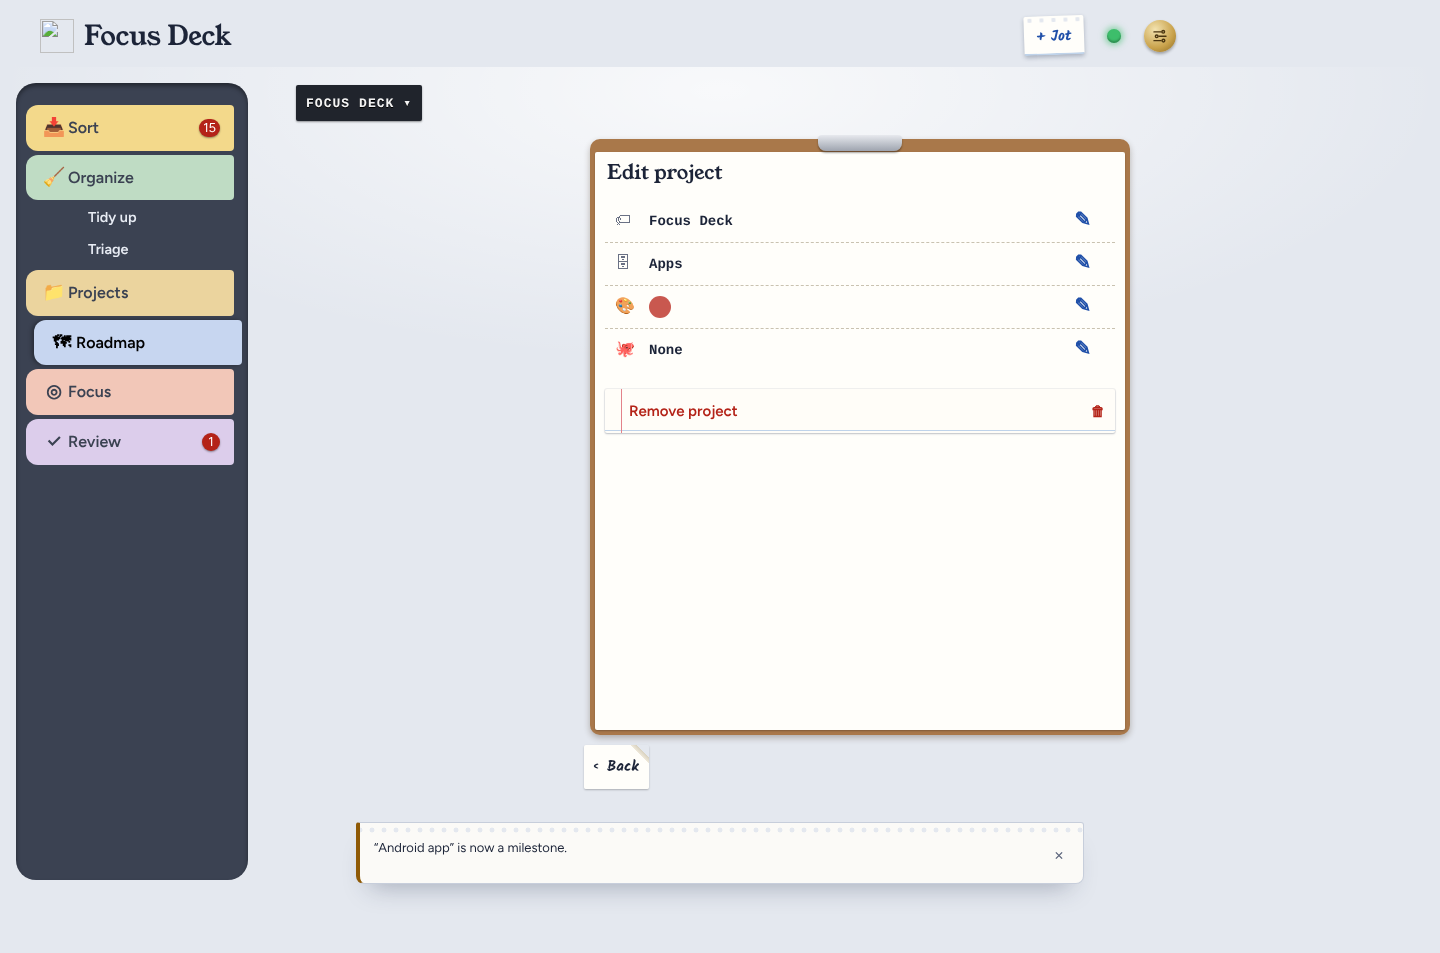 Focus Deck
+ Jot
FOCUS DECK ▾
Sort 15
Organize
Tidy up
Triage
Projects
Roadmap
Focus
Review 1
Edit project
Focus Deck
Apps
None
Remove project
< Back
“Android app” is now a milestone.
×